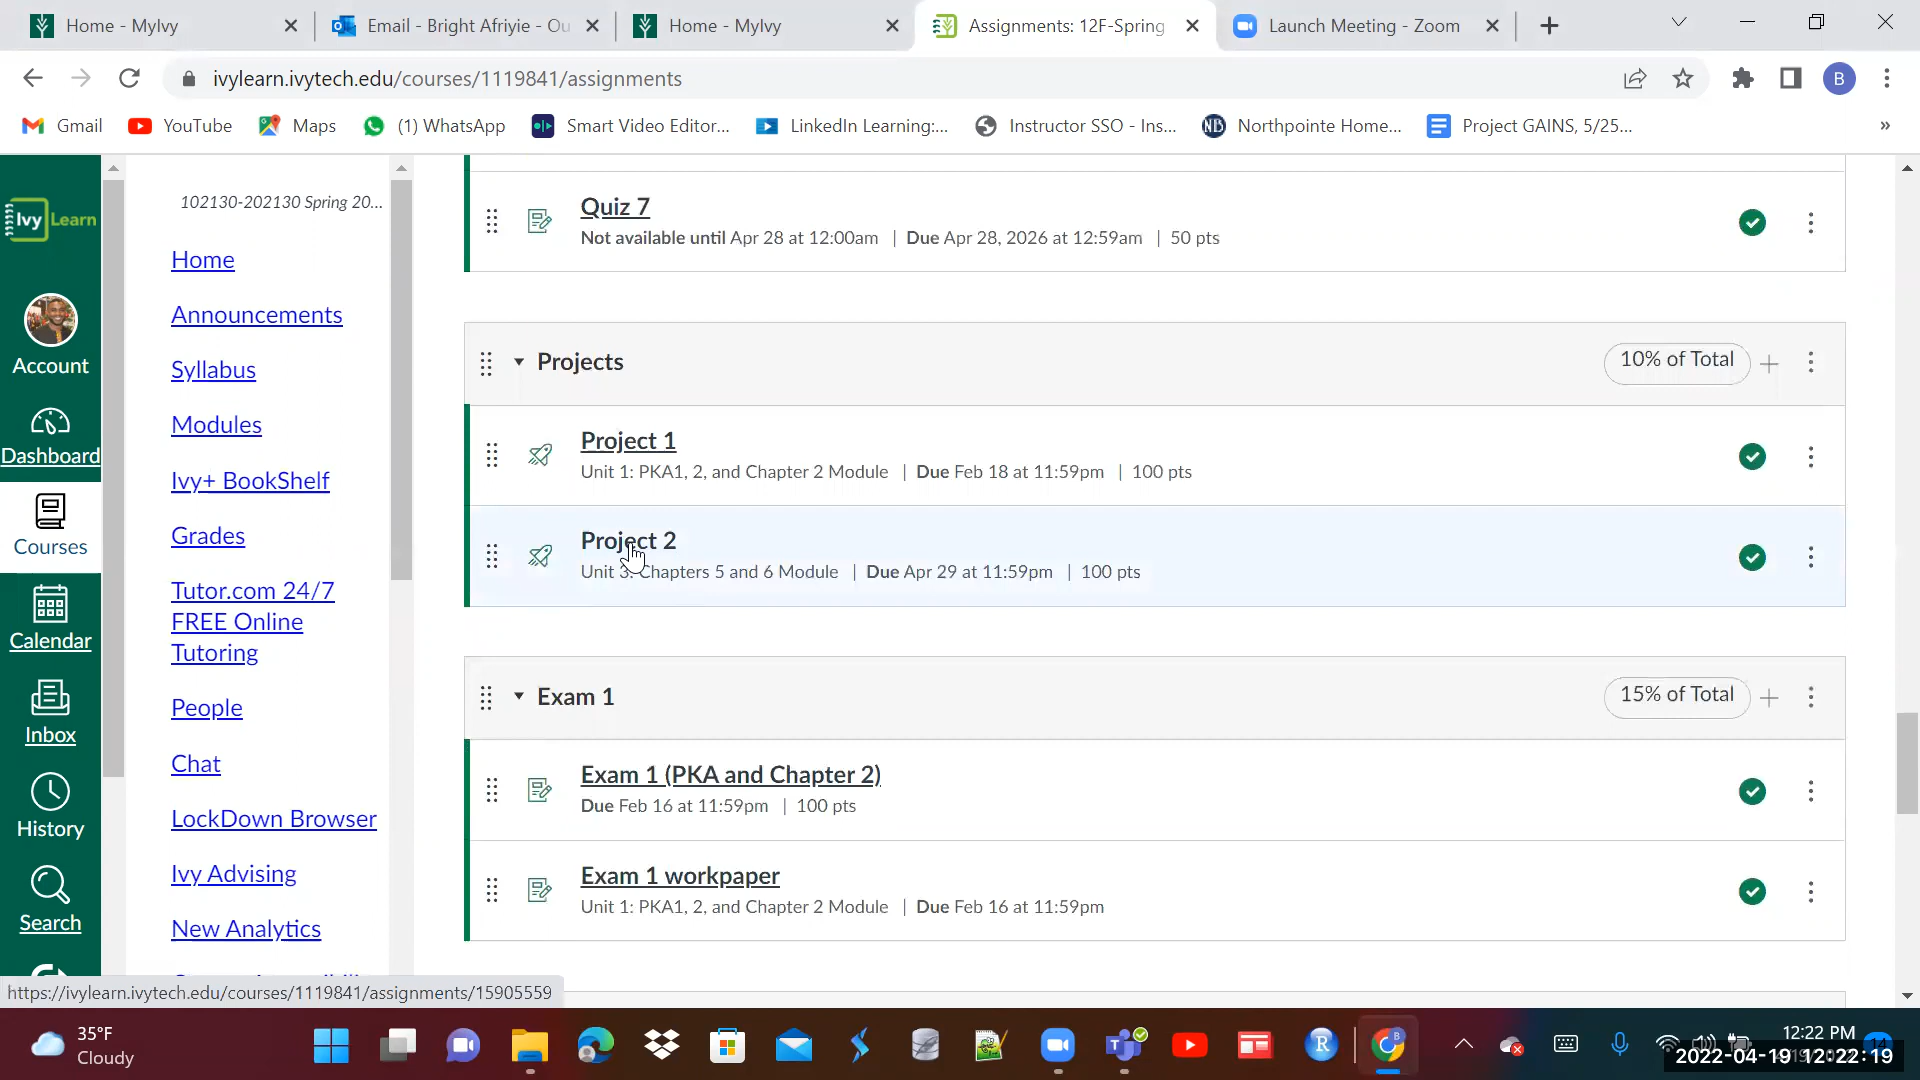 Home - MyIvy
Email - Bright Afriyie - Ou
Home - MyIvy
Assignments: 12F-Spring
Launch Meeting - Zoom
ivylearn.ivytech.edu/courses/1119841/assignments
B
Gmail
YouTube
Maps
(1) WhatsApp
Smart Video Editor...
LinkedIn Learning:...
Instructor SSO - Ins...
NB
Northpointe Home...
Project GAINS, 5/25...
»
Ivy Learn
Account
Dashboard
Courses
Calendar
Inbox
History
Search
102130-202130 Spring 20...
Home
Announcements
Syllabus
Modules
Ivy+ BookShelf
Grades
Tutor.com 24/7
FREE Online
Tutoring
People
Chat
LockDown Browser
Ivy Advising
New Analytics
Quiz 7
Not available until Apr 28 at 12:00am | Due Apr 28, 2026 at 12:59am | 50 pts
Projects
10% of Total
Project 1
Unit 1: PKA1, 2, and Chapter 2 Module | Due Feb 18 at 11:59pm | 100 pts
Project 2
Unit 3: Chapters 5 and 6 Module | Due Apr 29 at 11:59pm | 100 pts
Exam 1
15% of Total
Exam 1 (PKA and Chapter 2)
Due Feb 16 at 11:59pm | 100 pts
Exam 1 workpaper
Unit 1: PKA1, 2, and Chapter 2 Module | Due Feb 16 at 11:59pm
https://ivylearn.ivytech.edu/courses/1119841/assignments/15905559
35°F
Cloudy
R
B
12:22 PM
14
2022-04-19 12:22:19